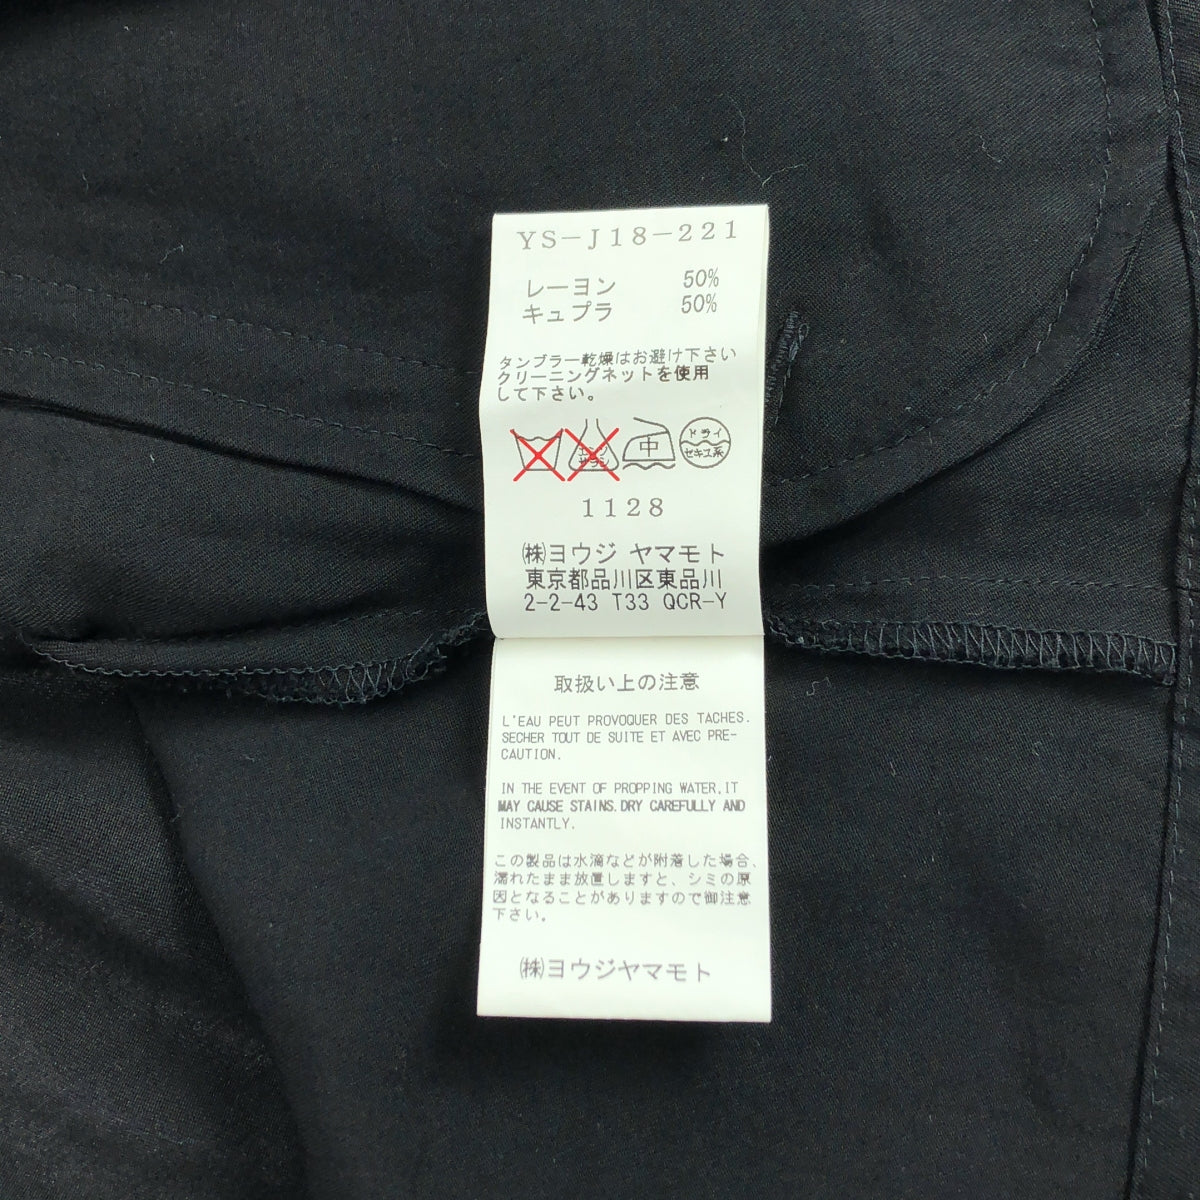 YS-J18-221
レーヨン 50%
キュプラ 50%
タンブラー乾燥はお避け下さい
クリーニングネットを使用
して下さい。
エンソ
サラシ
中
ドライ
セキユ系
1128
㈱ヨウジ ヤマモト
東京都品川区東品川
2-2-43 T33 QCR-Y
取扱い上の注意
L'EAU PEUT PROVOQUER DES TACHES.
SECHER TOUT DE SUITE ET AVEC PRE-
CAUTION.
IN THE EVENT OF PROPPING WATER,IT
MAY CAUSE STAINS.DRY CAREFULLY AND
INSTANTLY.
この製品は水滴などが附着した場合、
濡れたまま放置しますと、シミの原
因となることがありますので御注意
下さい。
㈱ヨウジヤマモト